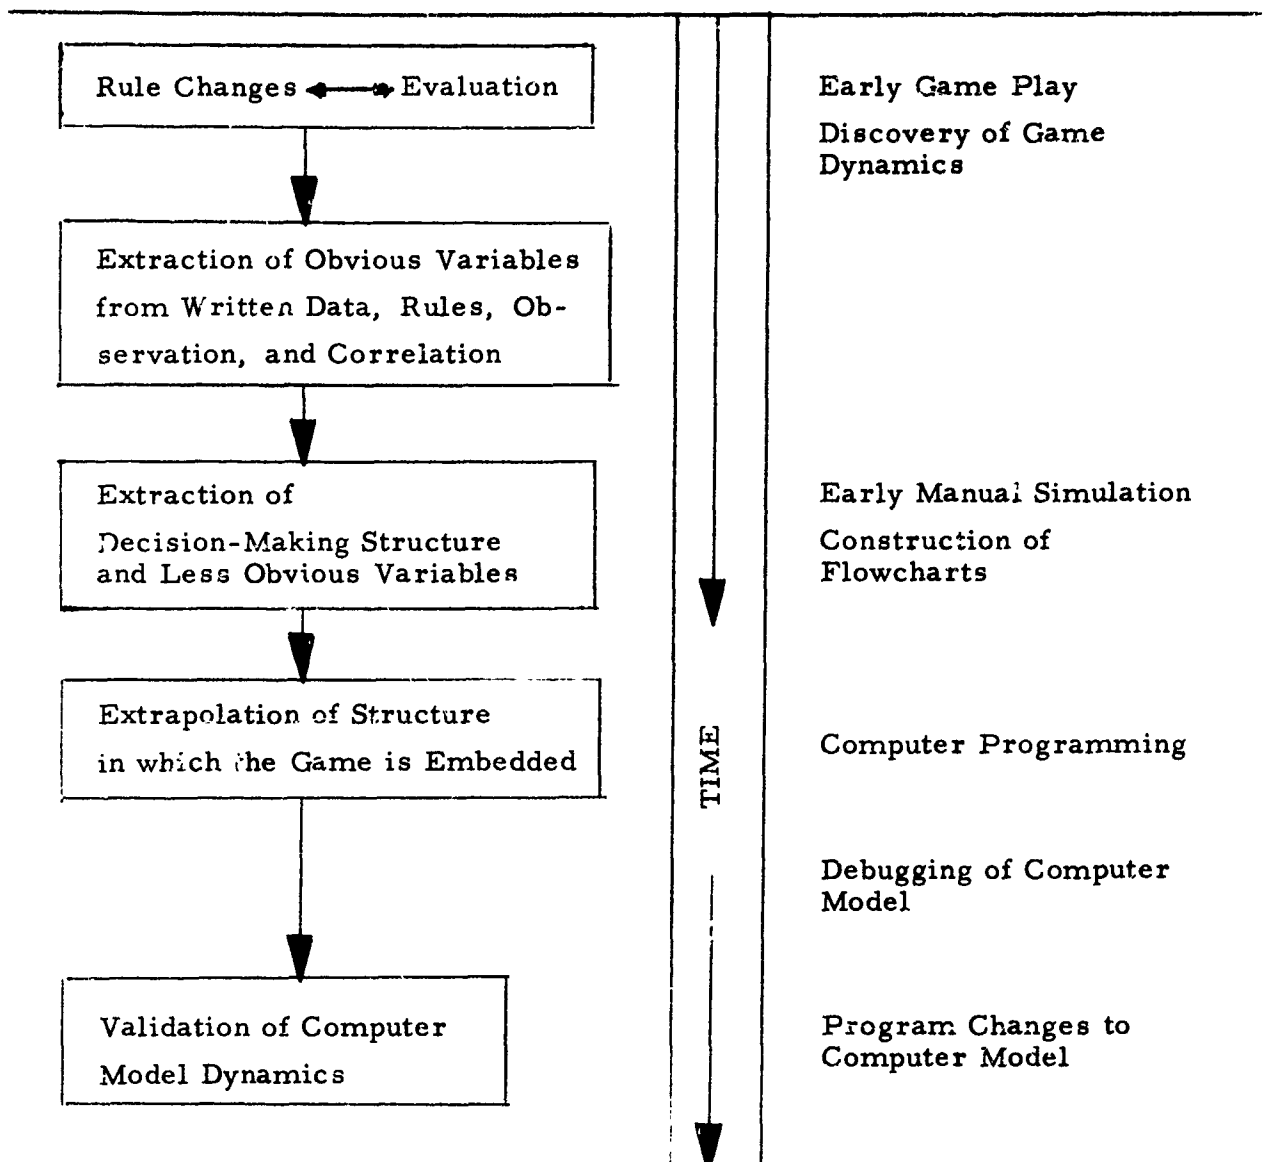 Rule Changes Evaluation
Extraction of Obvious Variables
from Written Data, Rules, Ob-
servation, and Correlation
Extraction of
Decision-Making Structure
and Less Obvious Variables
Extrapolation of Structure
in which the Game is Embedded
Validation of Computer
Model Dynamics
TIME
Early Game Play
Discovery of Game
Dynamics
Early Manual Simulation
Construction of
Flowcharts
Computer Programming
Debugging of Computer
Model
Program Changes to
Computer Model